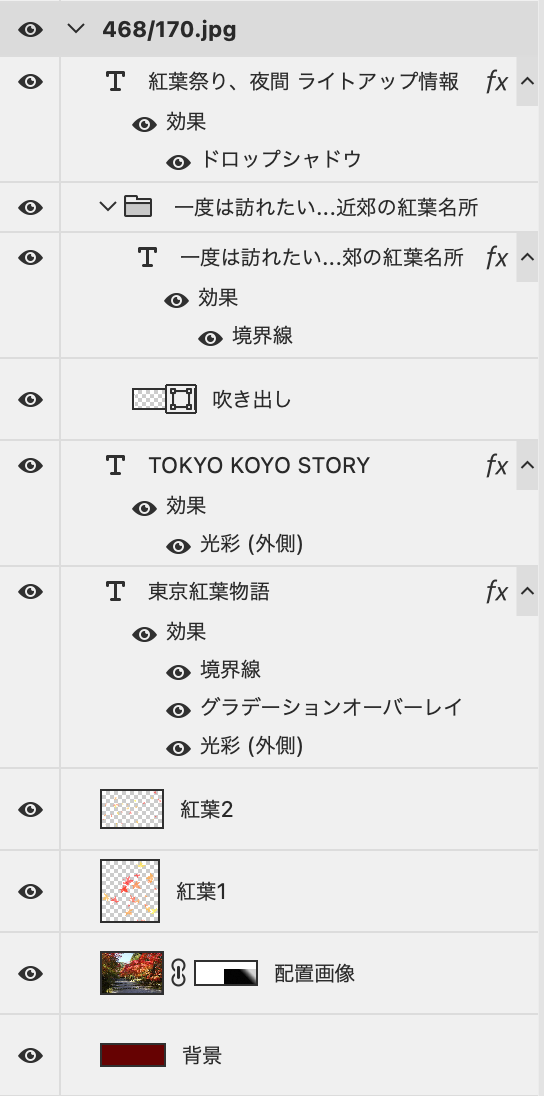 468/170.jpg
紅葉祭り、夜間 ライトアップ情報 fx
効果
ドロップシャドウ
一度は訪れたい...近郊の紅葉名所
一度は訪れたい...郊の紅葉名所 fx
効果
境界線
吹き出し
TOKYO KOYO STORY fx
効果
光彩 (外側)
東京紅葉物語 fx
効果
境界線
グラデーションオーバーレイ
光彩 (外側)
紅葉2
紅葉1
配置画像
背景